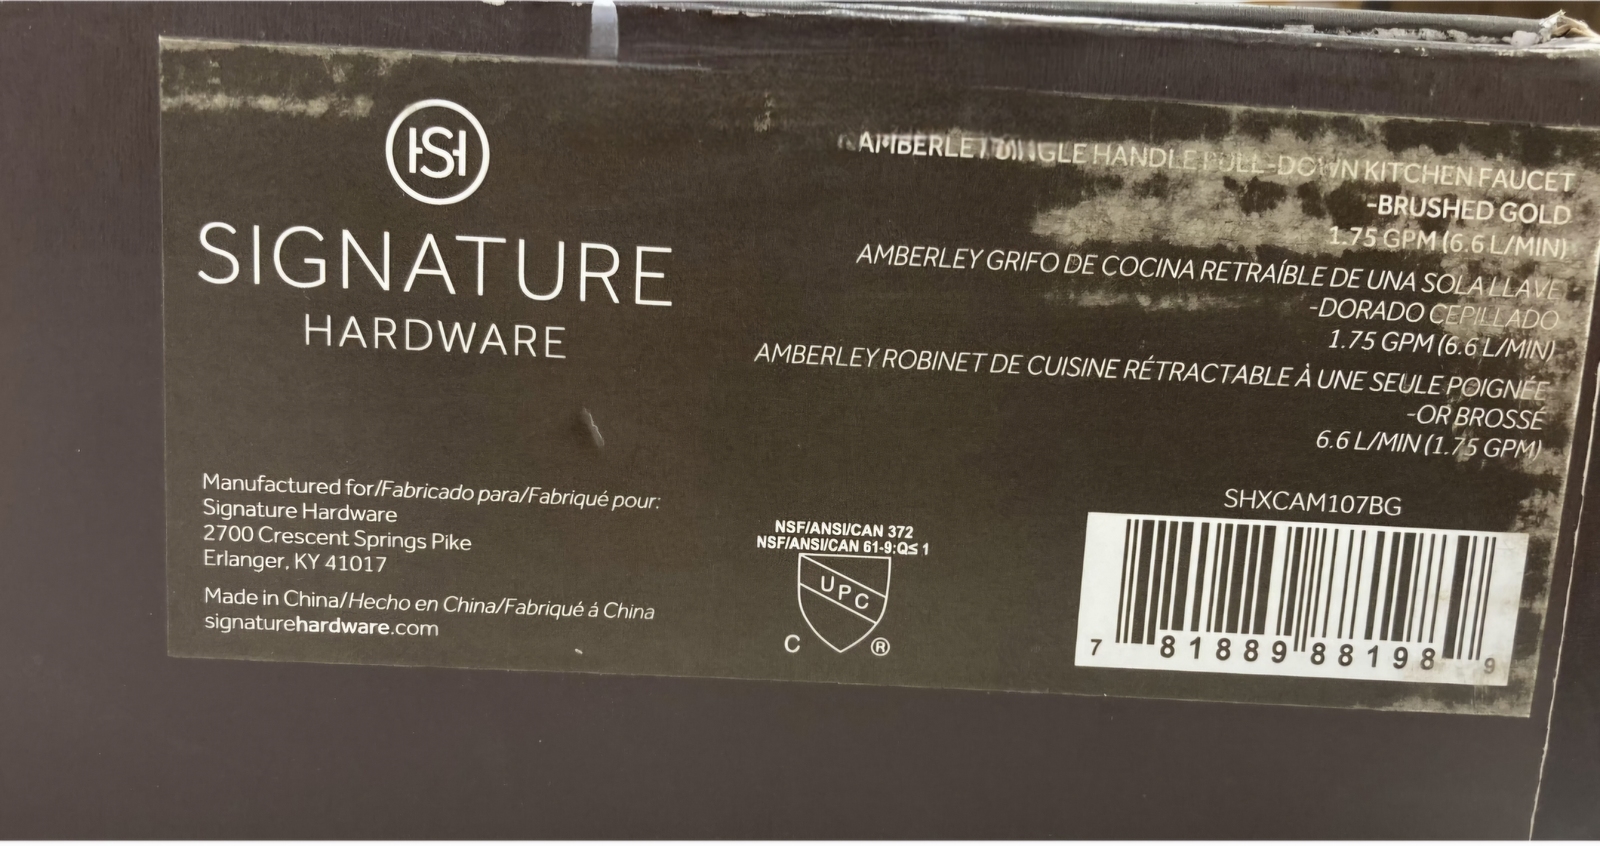 SIGNATURE
HARDWARE
AMBERLEY SINGLE HANDLE PULL-DOWN KITCHEN FAUCET
-BRUSHED GOLD
1.75 GPM (6.6 L/MIN)
AMBERLEY GRIFO DE COCINA RETRAÍBLE DE UNA SOLA LLAVE
-DORADO CEPILLADO
1.75 GPM (6.6 L/MIN)
AMBERLEY ROBINET DE CUISINE RÉTRACTABLE À UNE SEULE POIGNÉE
-OR BROSSÉ
6.6 L/MIN (1.75 GPM)
Manufactured for/Fabricado para/Fabriqué pour:
Signature Hardware
2700 Crescent Springs Pike
Erlanger, KY 41017
Made in China/Hecho en China/Fabriqué á China
signaturehardware.com
NSF/ANSI/CAN 372
NSF/ANSI/CAN 61-9:Q≤ 1
UPC
C ®
SHXCAM107BG
7 81889 88198 9